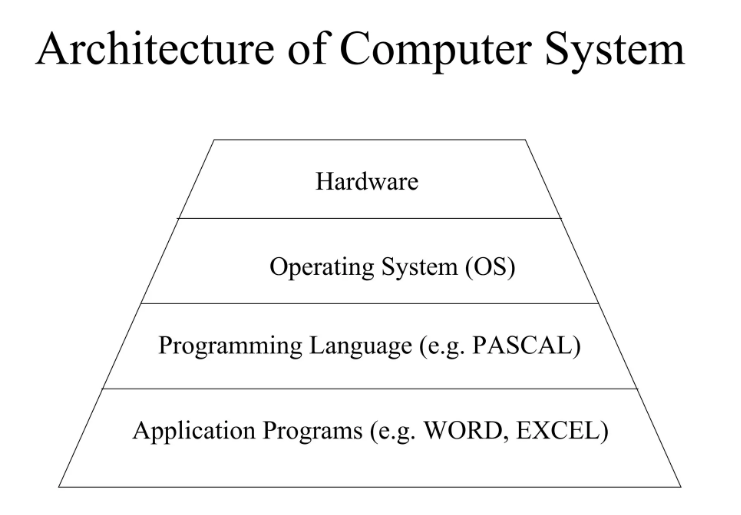 Architecture of Computer System
Hardware
Operating System (OS)
Programming Language (e.g. PASCAL)
Application Programs (e.g. WORD, EXCEL)